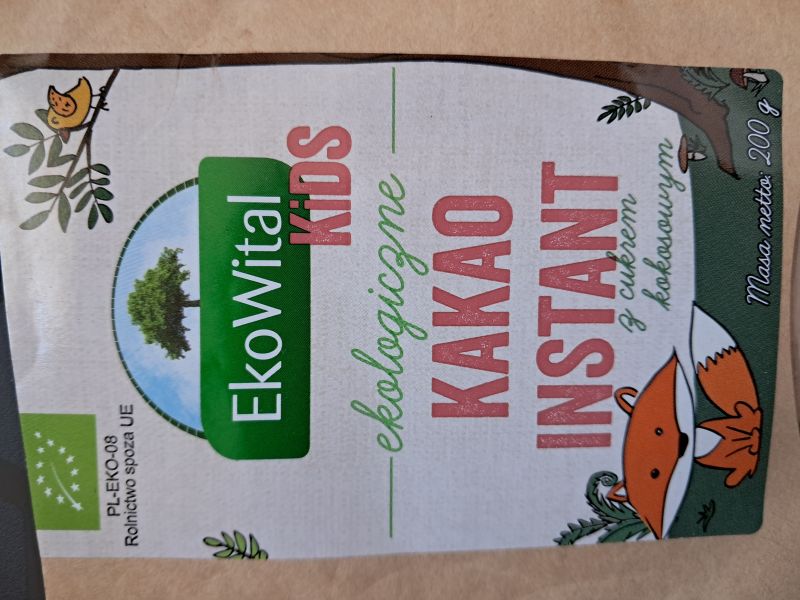 PL-EKO-08
Rolnictwo spoza UE
EkoWital
KiDS
ekologiczne
KAKAO
INSTANT
z cukrem
kokosowym
Masa netto: 200 g